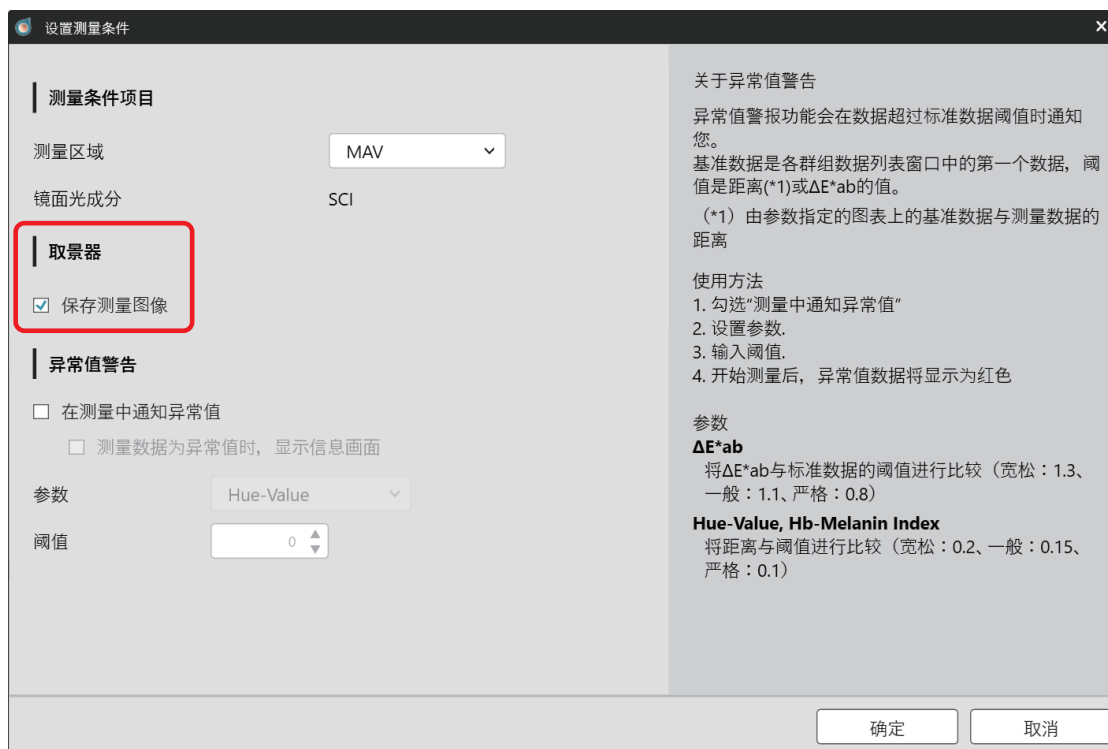 设置测量条件
测量条件项目
测量区域 MAV
镜面光成分 SCI
取景器
保存测量图像
异常值警告
在测量中通知异常值
测量数据为异常值时，显示信息画面
参数 Hue-Value
阈值 0
关于异常值警告
异常值警报功能会在数据超过标准数据阈值时通知
您。
基准数据是各群组数据列表窗口中的第一个数据，阈
值是距离(*1)或ΔE*ab的值。
（*1）由参数指定的图表上的基准数据与测量数据的
距离
使用方法
1. 勾选“测量中通知异常值”
2. 设置参数.
3. 输入阈值.
4. 开始测量后，异常值数据将显示为红色
参数
ΔE*ab
将ΔE*ab与标准数据的阈值进行比较（宽松：1.3、
一般：1.1、严格：0.8）
Hue-Value, Hb-Melanin Index
将距离与阈值进行比较（宽松：0.2、一般：0.15、
严格：0.1）
确定 取消